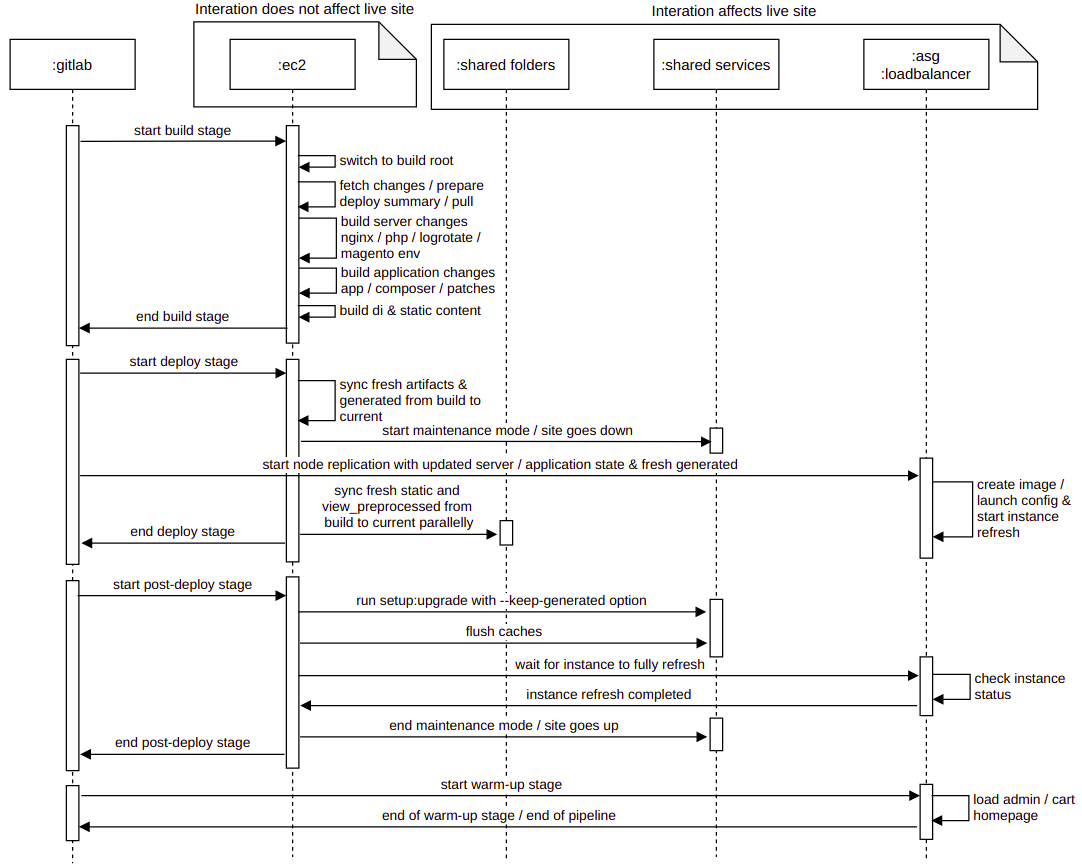 Interation does not affect live site
Interation affects live site
:gitlab
:ec2
:shared folders
:shared services
:asg
:loadbalancer
start build stage
switch to build root
fetch changes / prepare
deploy summary / pull
build server changes
nginx / php / logrotate /
magento env
build application changes
app / composer / patches
build di & static content
end build stage
start deploy stage
sync fresh artifacts &
generated from build to
current
start maintenance mode / site goes down
start node replication with updated server / application state & fresh generated
create image /
launch config &
start instance
refresh
sync fresh static and
view_preprocessed from
build to current parallelly
end deploy stage
start post-deploy stage
run setup:upgrade with --keep-generated option
flush caches
wait for instance to fully refresh
check instance
status
instance refresh completed
end maintenance mode / site goes up
end post-deploy stage
start warm-up stage
load admin / cart
homepage
end of warm-up stage / end of pipeline